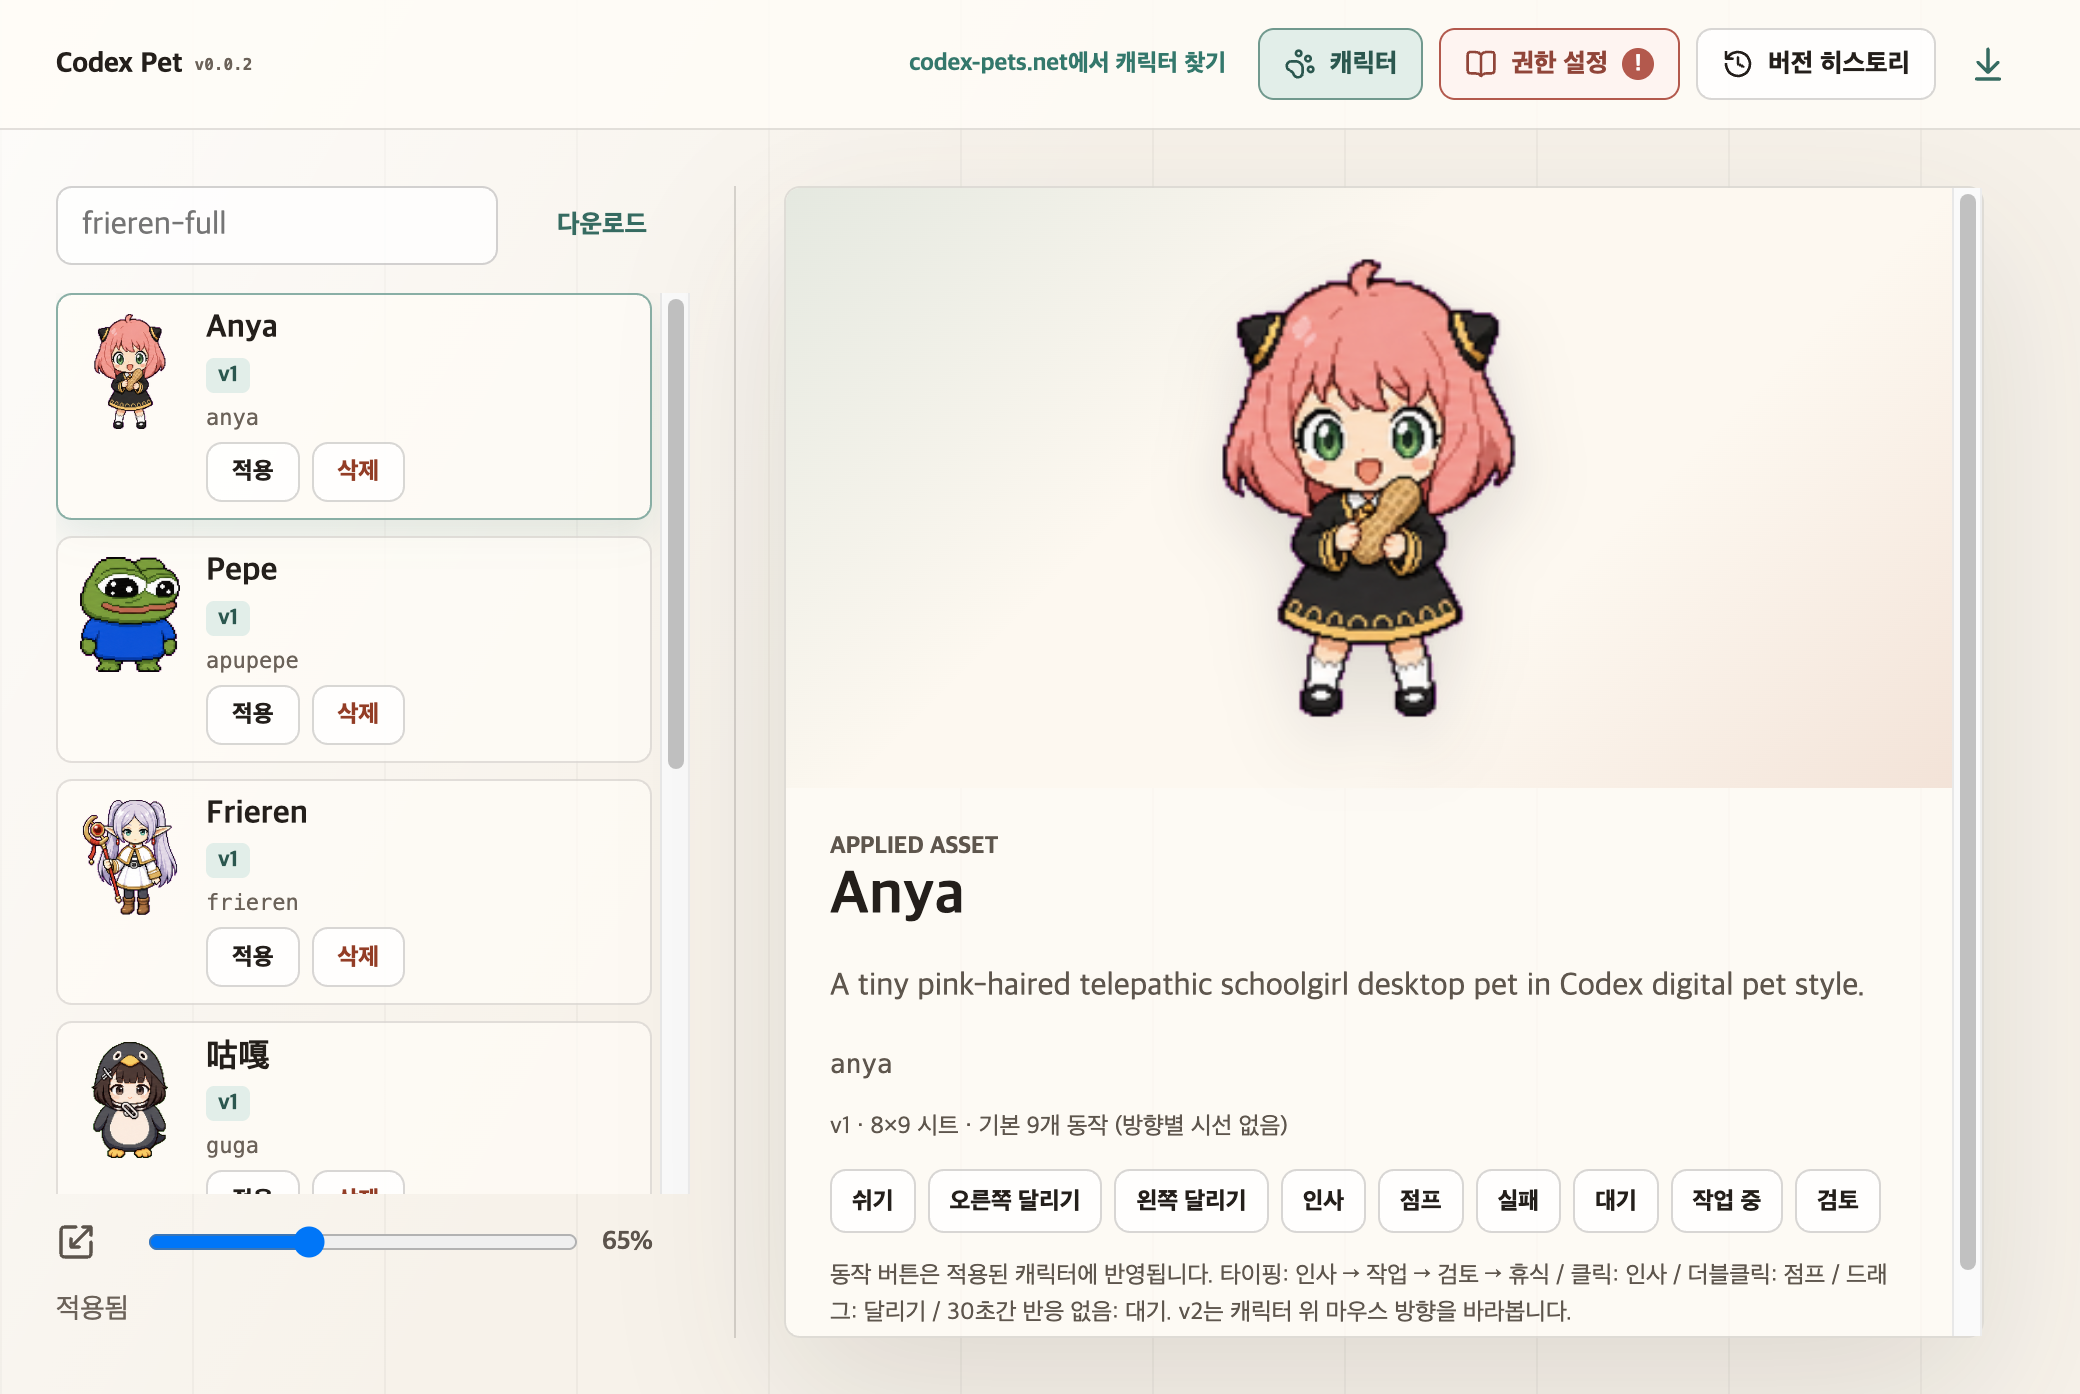 Codex Pet v0.0.2
codex-pets.net에서 캐릭터 찾기
캐릭터
권한 설정 !
버전 히스토리
frieren-full
다운로드
Anya
v1
anya
적용 삭제
Pepe
v1
apupepe
적용 삭제
Frieren
v1
frieren
적용 삭제
咕嘎
v1
guga
적용 삭제
65%
적용됨
APPLIED ASSET
Anya
A tiny pink-haired telepathic schoolgirl desktop pet in Codex digital pet style.
anya
v1 · 8×9 시트 · 기본 9개 동작 (방향별 시선 없음)
쉬기 오른쪽 달리기 왼쪽 달리기 인사 점프 실패 대기 작업 중 검토
동작 버튼은 적용된 캐릭터에 반영됩니다. 타이핑: 인사 → 작업 → 검토 → 휴식 / 클릭: 인사 / 더블클릭: 점프 / 드래
그: 달리기 / 30초간 반응 없음: 대기. v2는 캐릭터 위 마우스 방향을 바라봅니다.